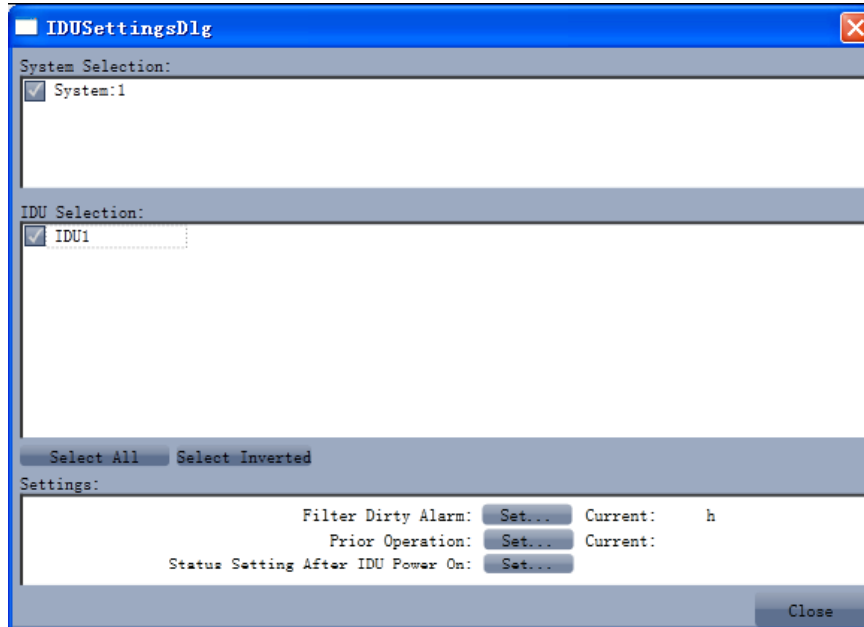 IDUSettingsDlg
System Selection:
System:1
IDU Selection:
IDU1
Select All Select Inverted
Settings:
Filter Dirty Alarm: Set... Current: h
Prior Operation: Set... Current:
Status Setting After IDU Power On: Set...
Close